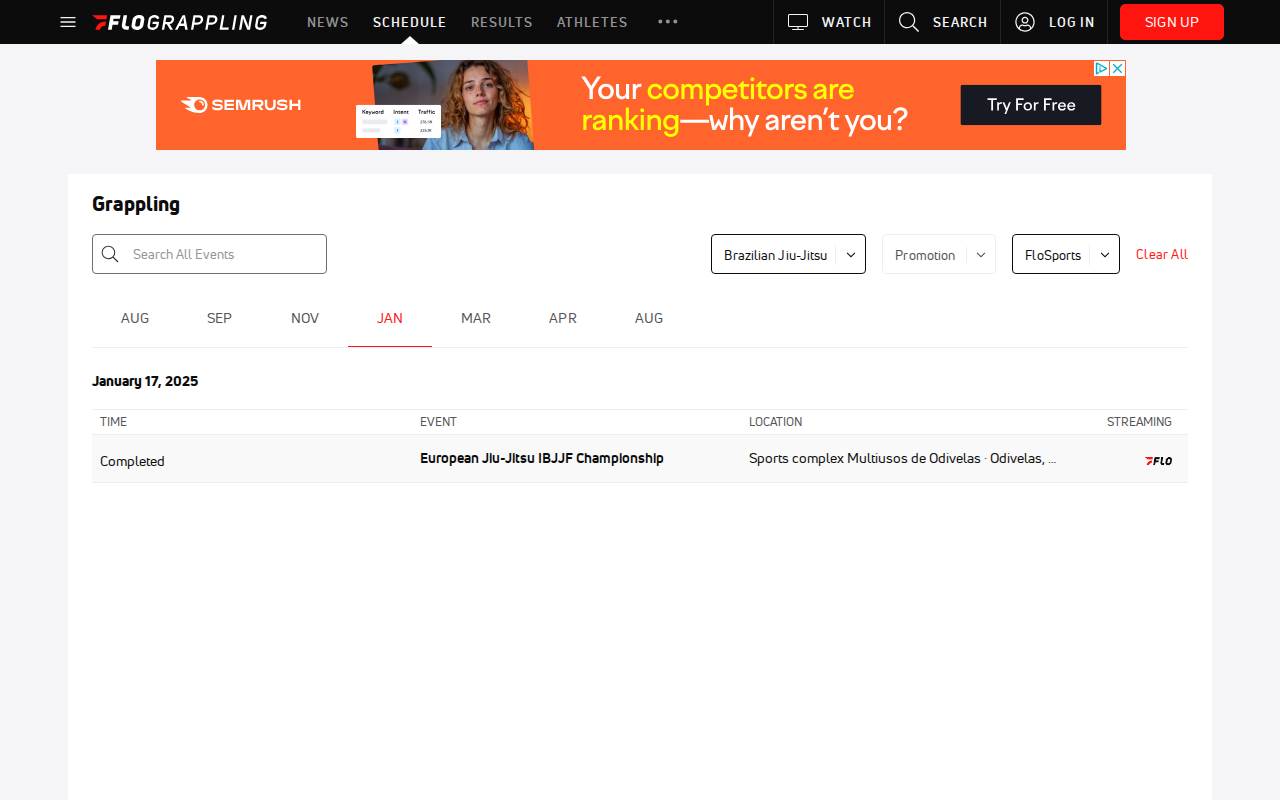 FLOGRAPPLING NEWS SCHEDULE RESULTS ATHLETES WATCH SEARCH LOG IN SIGN UP
SEMRUSH
Keyword Intent Traffic
Your competitors are
ranking—why aren't you?
Try For Free
Grappling
Search All Events
Brazilian Jiu-Jitsu Promotion FloSports Clear All
AUG SEP NOV JAN MAR APR AUG
January 17, 2025
TIME EVENT LOCATION STREAMING
Completed European Jiu-Jitsu IBJJF Championship Sports complex Multiusos de Odivelas · Odivelas, ... FLO